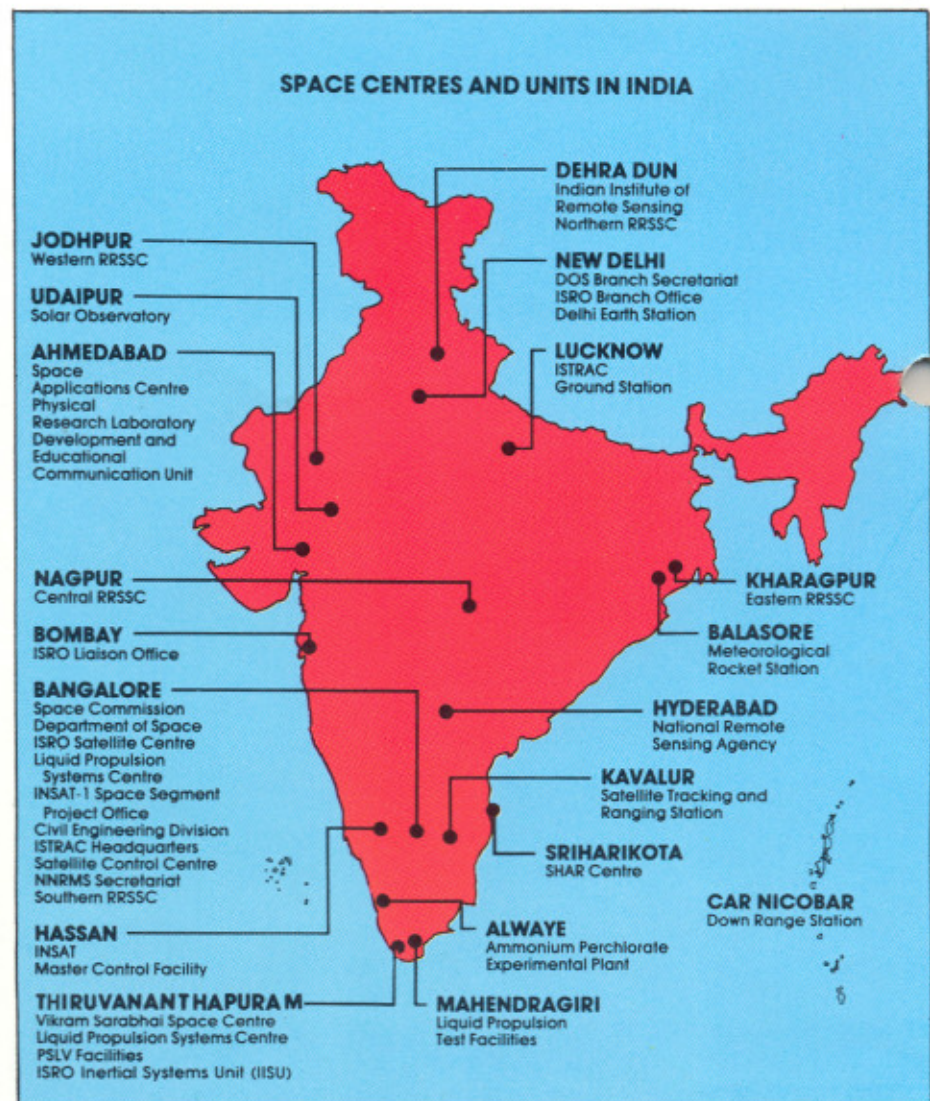 SPACE CENTRES AND UNITS IN INDIA
JODHPUR
Western RRSSC
UDAIPUR
Solar Observatory
AHMEDABAD
Space
Applications Centre
Physical
Research Laboratory
Development and
Educational
Communication Unit
NAGPUR
Central RRSSC
BOMBAY
ISRO Liaison Office
BANGALORE
Space Commission
Department of Space
ISRO Satellite Centre
Liquid Propulsion
Systems Centre
INSAT-1 Space Segment
Project Office
Civil Engineering Division
ISTRAC Headquarters
Satellite Control Centre
NNRMS Secretariat
Southern RRSSC
HASSAN
INSAT
Master Control Facility
THIRUVANANTHAPURAM
Vikram Sarabhai Space Centre
Liquid Propulsion Systems Centre
PSLV Facilities
ISRO Inertial Systems Unit (IISU)
DEHRA DUN
Indian Institute of
Remote Sensing
Northern RRSSC
NEW DELHI
DOS Branch Secretariat
ISRO Branch Office
Delhi Earth Station
LUCKNOW
ISTRAC
Ground Station
KHARAGPUR
Eastern RRSSC
BALASORE
Meteorological
Rocket Station
HYDERABAD
National Remote
Sensing Agency
KAVALUR
Satellite Tracking and
Ranging Station
SRIHARIKOTA
SHAR Centre
CAR NICOBAR
Down Range Station
ALWAYE
Ammonium Perchlorate
Experimental Plant
MAHENDRAGIRI
Liquid Propulsion
Test Facilities